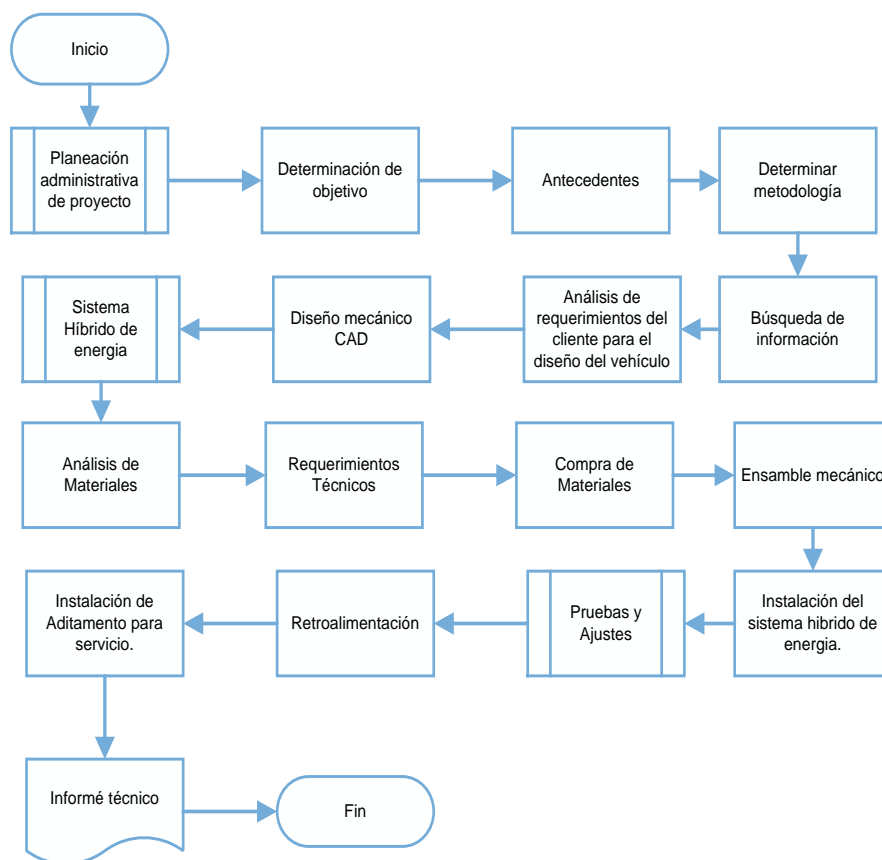 Inicio
Planeación
administrativa
de proyecto
Determinación de
objetivo
Antecedentes
Determinar
metodología
Búsqueda de
información
Análisis de
requerimientos del
cliente para el
diseño del vehículo
Diseño mecánico
CAD
Sistema
Híbrido de
energia
Análisis de
Materiales
Requerimientos
Técnicos
Compra de
Materiales
Ensamble mecánico
Instalación del
sistema hibrido de
energia.
Pruebas y
Ajustes
Retroalimentación
Instalación de
Aditamento para
servicio.
Informé técnico
Fin